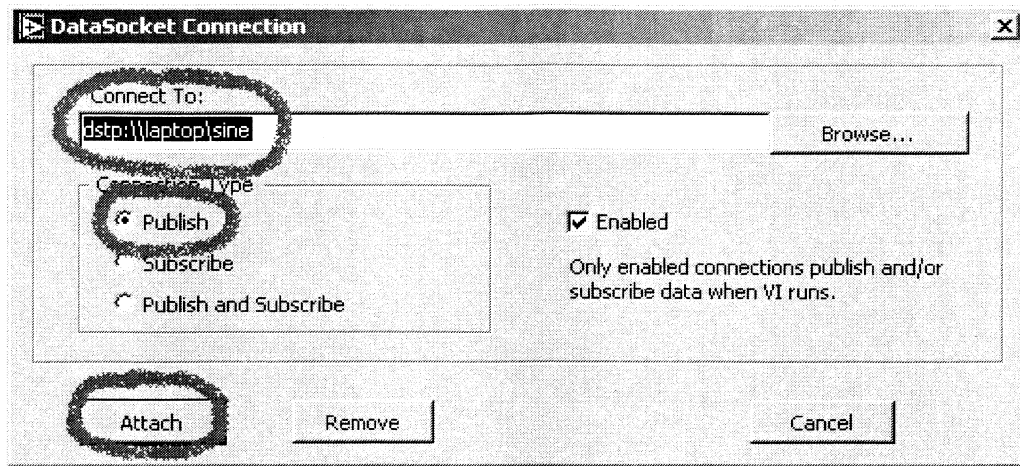 DataSocket Connection
Connect To:
dstp:\\laptop\sine
Browse...
Connection Type
Publish
Enabled
Subscribe
Only enabled connections publish and/or
subscribe data when VI runs.
Publish and Subscribe
Attach
Remove
Cancel